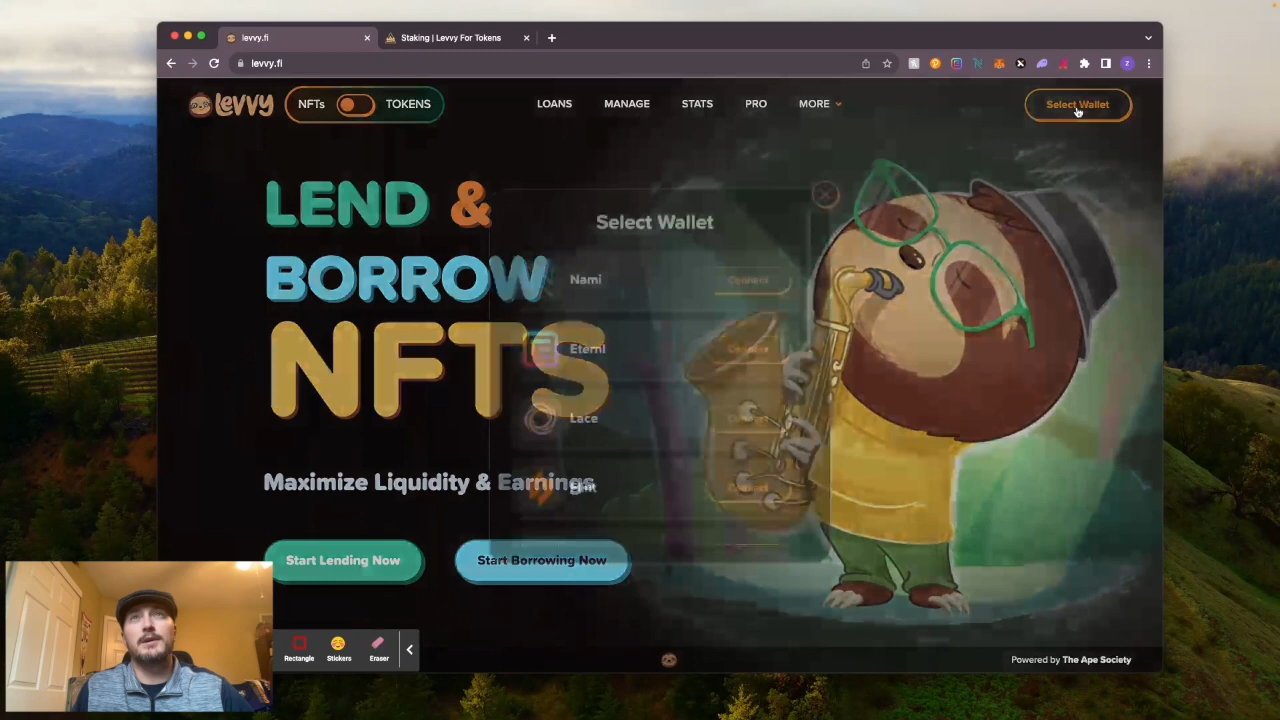 levvy.fi
Staking | Levvy For Tokens
levvy.fi
levvy
NFTs
TOKENS
LOANS
MANAGE
STATS
PRO
MORE
Select Wallet
LEND &
BORROW
NFTS
Maximize Liquidity & Earnings
Start Lending Now
Start Borrowing Now
Select Wallet
Nami
Connect
Eternl
Connect
Lace
Rectangle
Stickers
Eraser
Powered by The Ape Society